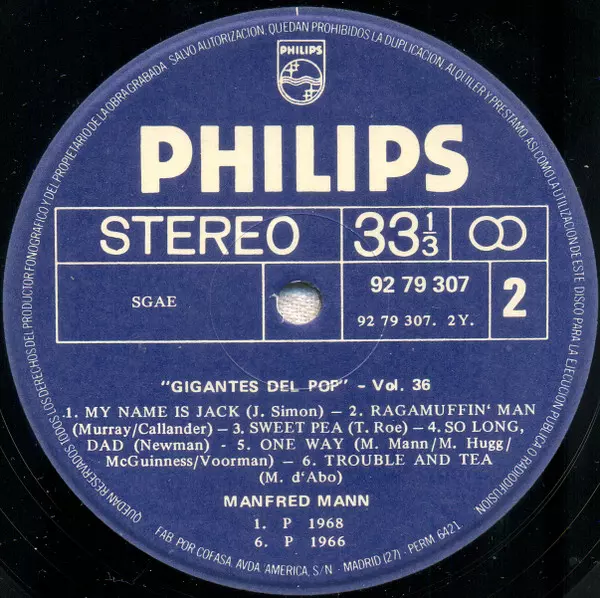 QUEDAN RESERVADOS TODOS LOS DERECHOS DEL PRODUCTOR FONOGRAFICO Y DEL PROPIETARIO DE LA OBRA GRABADA. SALVO AUTORIZACION, QUEDAN PROHIBIDOS LA DUPLICACION, ALQUILER Y PRESTAMO, ASI COMO LA UTILIZACION DE ESTE DISCO PARA LA EJECUCION PUBLICA O RADIODIFUSION.
PHILIPS
PHILIPS
STEREO
33 1/3
SGAE
92 79 307
92 79 307. 2Y.
2
"GIGANTES DEL POP" - Vol. 36
1. MY NAME IS JACK (J. Simon) – 2. RAGAMUFFIN' MAN
(Murray/Callander) – 3. SWEET PEA (T. Roe) – 4. SO LONG,
DAD (Newman) - 5. ONE WAY (M. Mann/M. Hugg/
McGuinness/Voorman) – 6. TROUBLE AND TEA
(M. d'Abo)
MANFRED MANN
1. P 1968
6. P 1966
FAB. POR COFASA, AVDA. AMERICA, S/N - MADRID (27) - PERM 6421